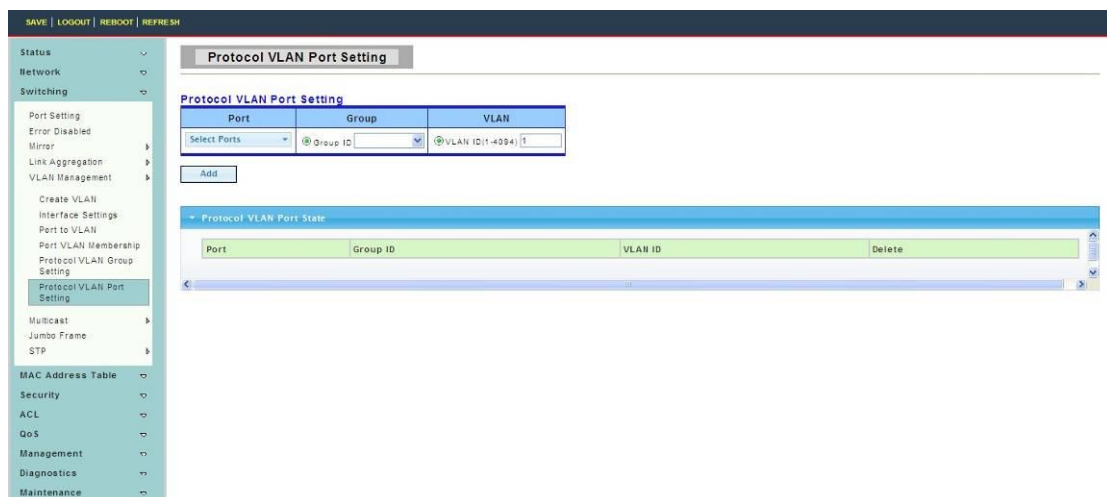 SAVE | LOGOUT | REBOOT | REFRESH
Status
Network
Switching
Port Setting
Error Disabled
Mirror
Link Aggregation
VLAN Management
Create VLAN
Interface Settings
Port to VLAN
Port VLAN Membership
Protocol VLAN Group
Setting
Protocol VLAN Port
Setting
Multicast
Jumbo Frame
STP
MAC Address Table
Security
ACL
QoS
Management
Diagnostics
Maintenance
Protocol VLAN Port Setting
Protocol VLAN Port Setting
Port Group VLAN
Select Ports Group ID VLAN ID(1-4094) 1
Add
Protocol VLAN Port State
Port Group ID VLAN ID Delete